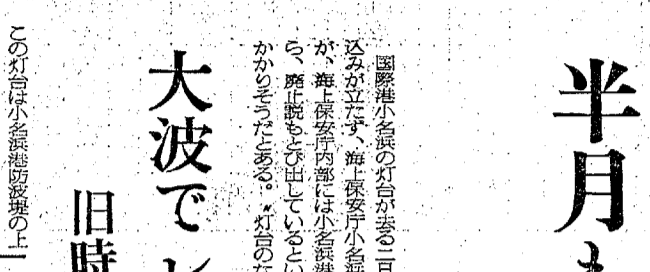 半月も
国際港小名浜の灯台が去る二日
込みが立たず、海上保安庁小名浜
が、海上保安庁内部には小名浜港
ら、廃止説もとび出しているとい
かかりそうだとある。〝灯台のな
大波で
旧時
この灯台は小名浜港防波堤の上